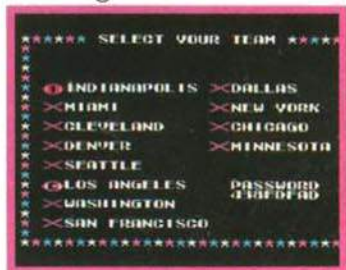 SELECT YOUR TEAM
INDIANAPOLIS
MIAMI
CLEVELAND
DENVER
SEATTLE
LOS ANGELES
WASHINGTON
SAN FRANCISCO
DALLAS
NEW YORK
CHICAGO
MINNESOTA
PASSWORD